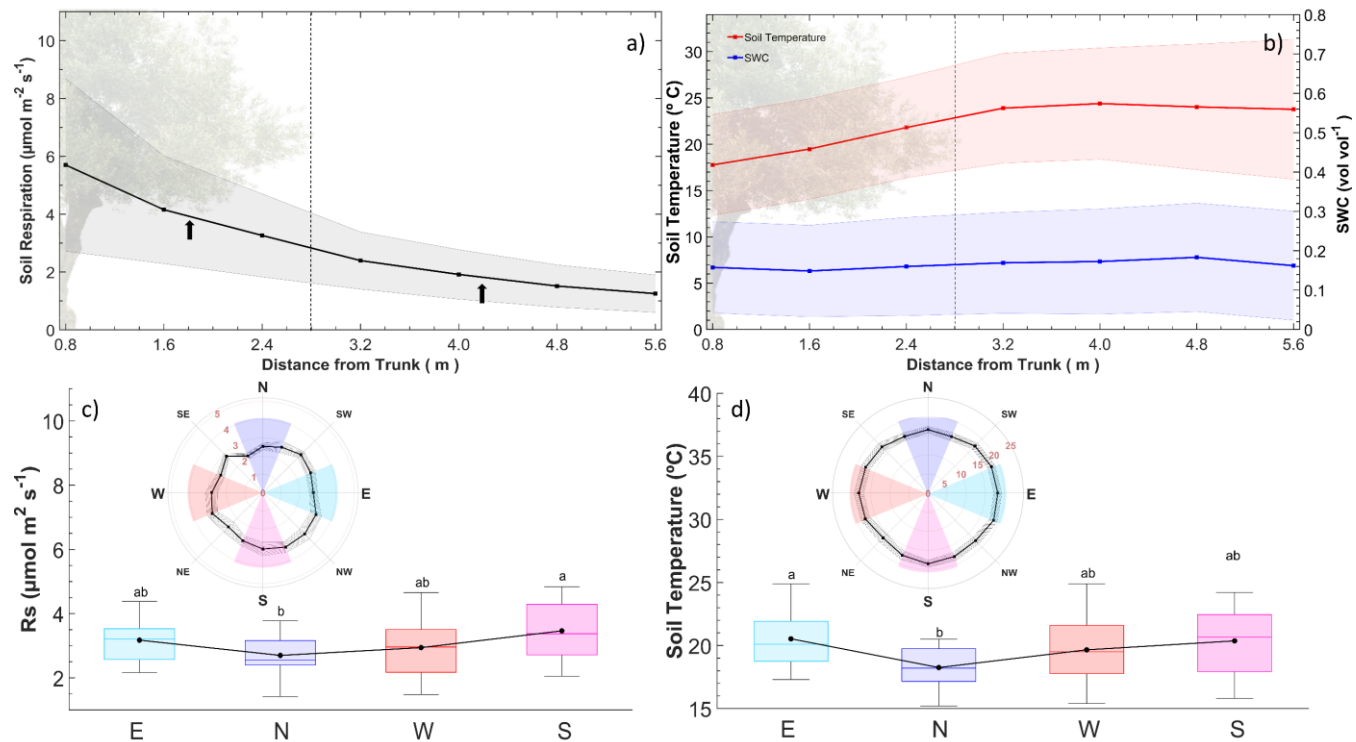 a)
10
8
6
4
2
0
Soil Respiration (µmol m⁻² s⁻¹)
0.8 1.6 2.4 3.2 4.0 4.8 5.6
Distance from Trunk ( m )
b)
Soil Temperature
SWC
30
25
20
15
10
5
0
Soil Temperature (º C)
0.8
0.7
0.6
0.5
0.4
0.3
0.2
0.1
0
SWC (vol vol⁻¹)
0.8 1.6 2.4 3.2 4.0 4.8 5.6
Distance from Trunk ( m )
c)
10
8
6
4
2
Rs (µmol m² s⁻¹)
N
SE SW
5
4
3
2
1
0
W E
NE NW
S
ab b ab a
E N W S
d)
40
35
30
25
20
15
Soil Temperature (ºC)
N
SE SW
25
20
15
10
5
0
W E
NE NW
S
a b ab ab
E N W S